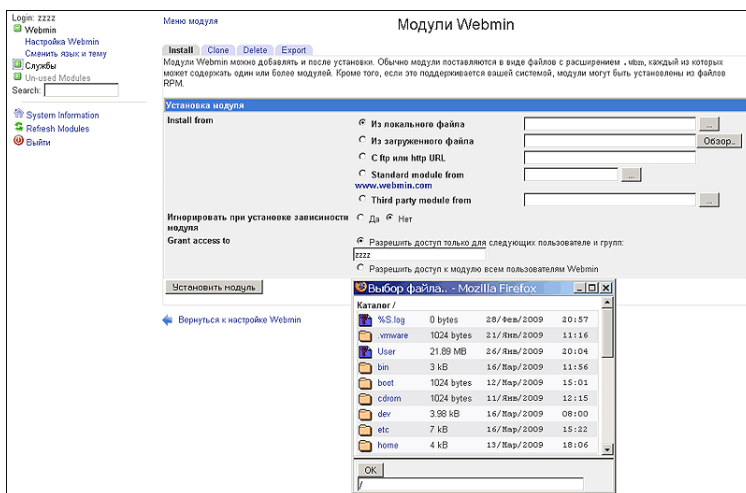 Login: zzzz
Webmin
Настройка Webmin
Сменить язык и тему
Службы
Un-used Modules
Search:
System Information
Refresh Modules
Выйти
Меню модуля
Модули Webmin
Install Clone Delete Export
Модули Webmin можно добавлять и после установки. Обычно модули поставляются в виде файлов с расширением .wbm, каждый из которых
может содержать один или более модулей. Кроме того, если это поддерживается вашей системой, модули могут быть установлены из файлов
RPM.
Установка модуля
Install from
Из локального файла ...
Из загруженного файла Обзор..
С ftp или http URL
Standard module from ...
www.webmin.com
Third party module from ...
Игнорировать при установке зависимости Да Нет
модуля
Grant access to Разрешить доступ только для следующих пользователе и групп:
zzzz
Разрешить доступ к модулю всем пользователям Webmin
Установить модуль
Вернуться к настройке Webmin
Выбор файла.. - Mozilla Firefox
Каталог /
%S.log 0 bytes 28/Фев/2009 20:57
.vmware 1024 bytes 21/Янв/2009 11:16
User 21.89 MB 26/Янв/2009 20:04
bin 3 kB 16/Мар/2009 11:56
boot 1024 bytes 12/Мар/2009 15:01
cdrom 1024 bytes 11/Янв/2009 12:15
dev 3.98 kB 16/Мар/2009 08:00
etc 7 kB 16/Мар/2009 15:22
home 4 kB 13/Мар/2009 18:06
OK
/